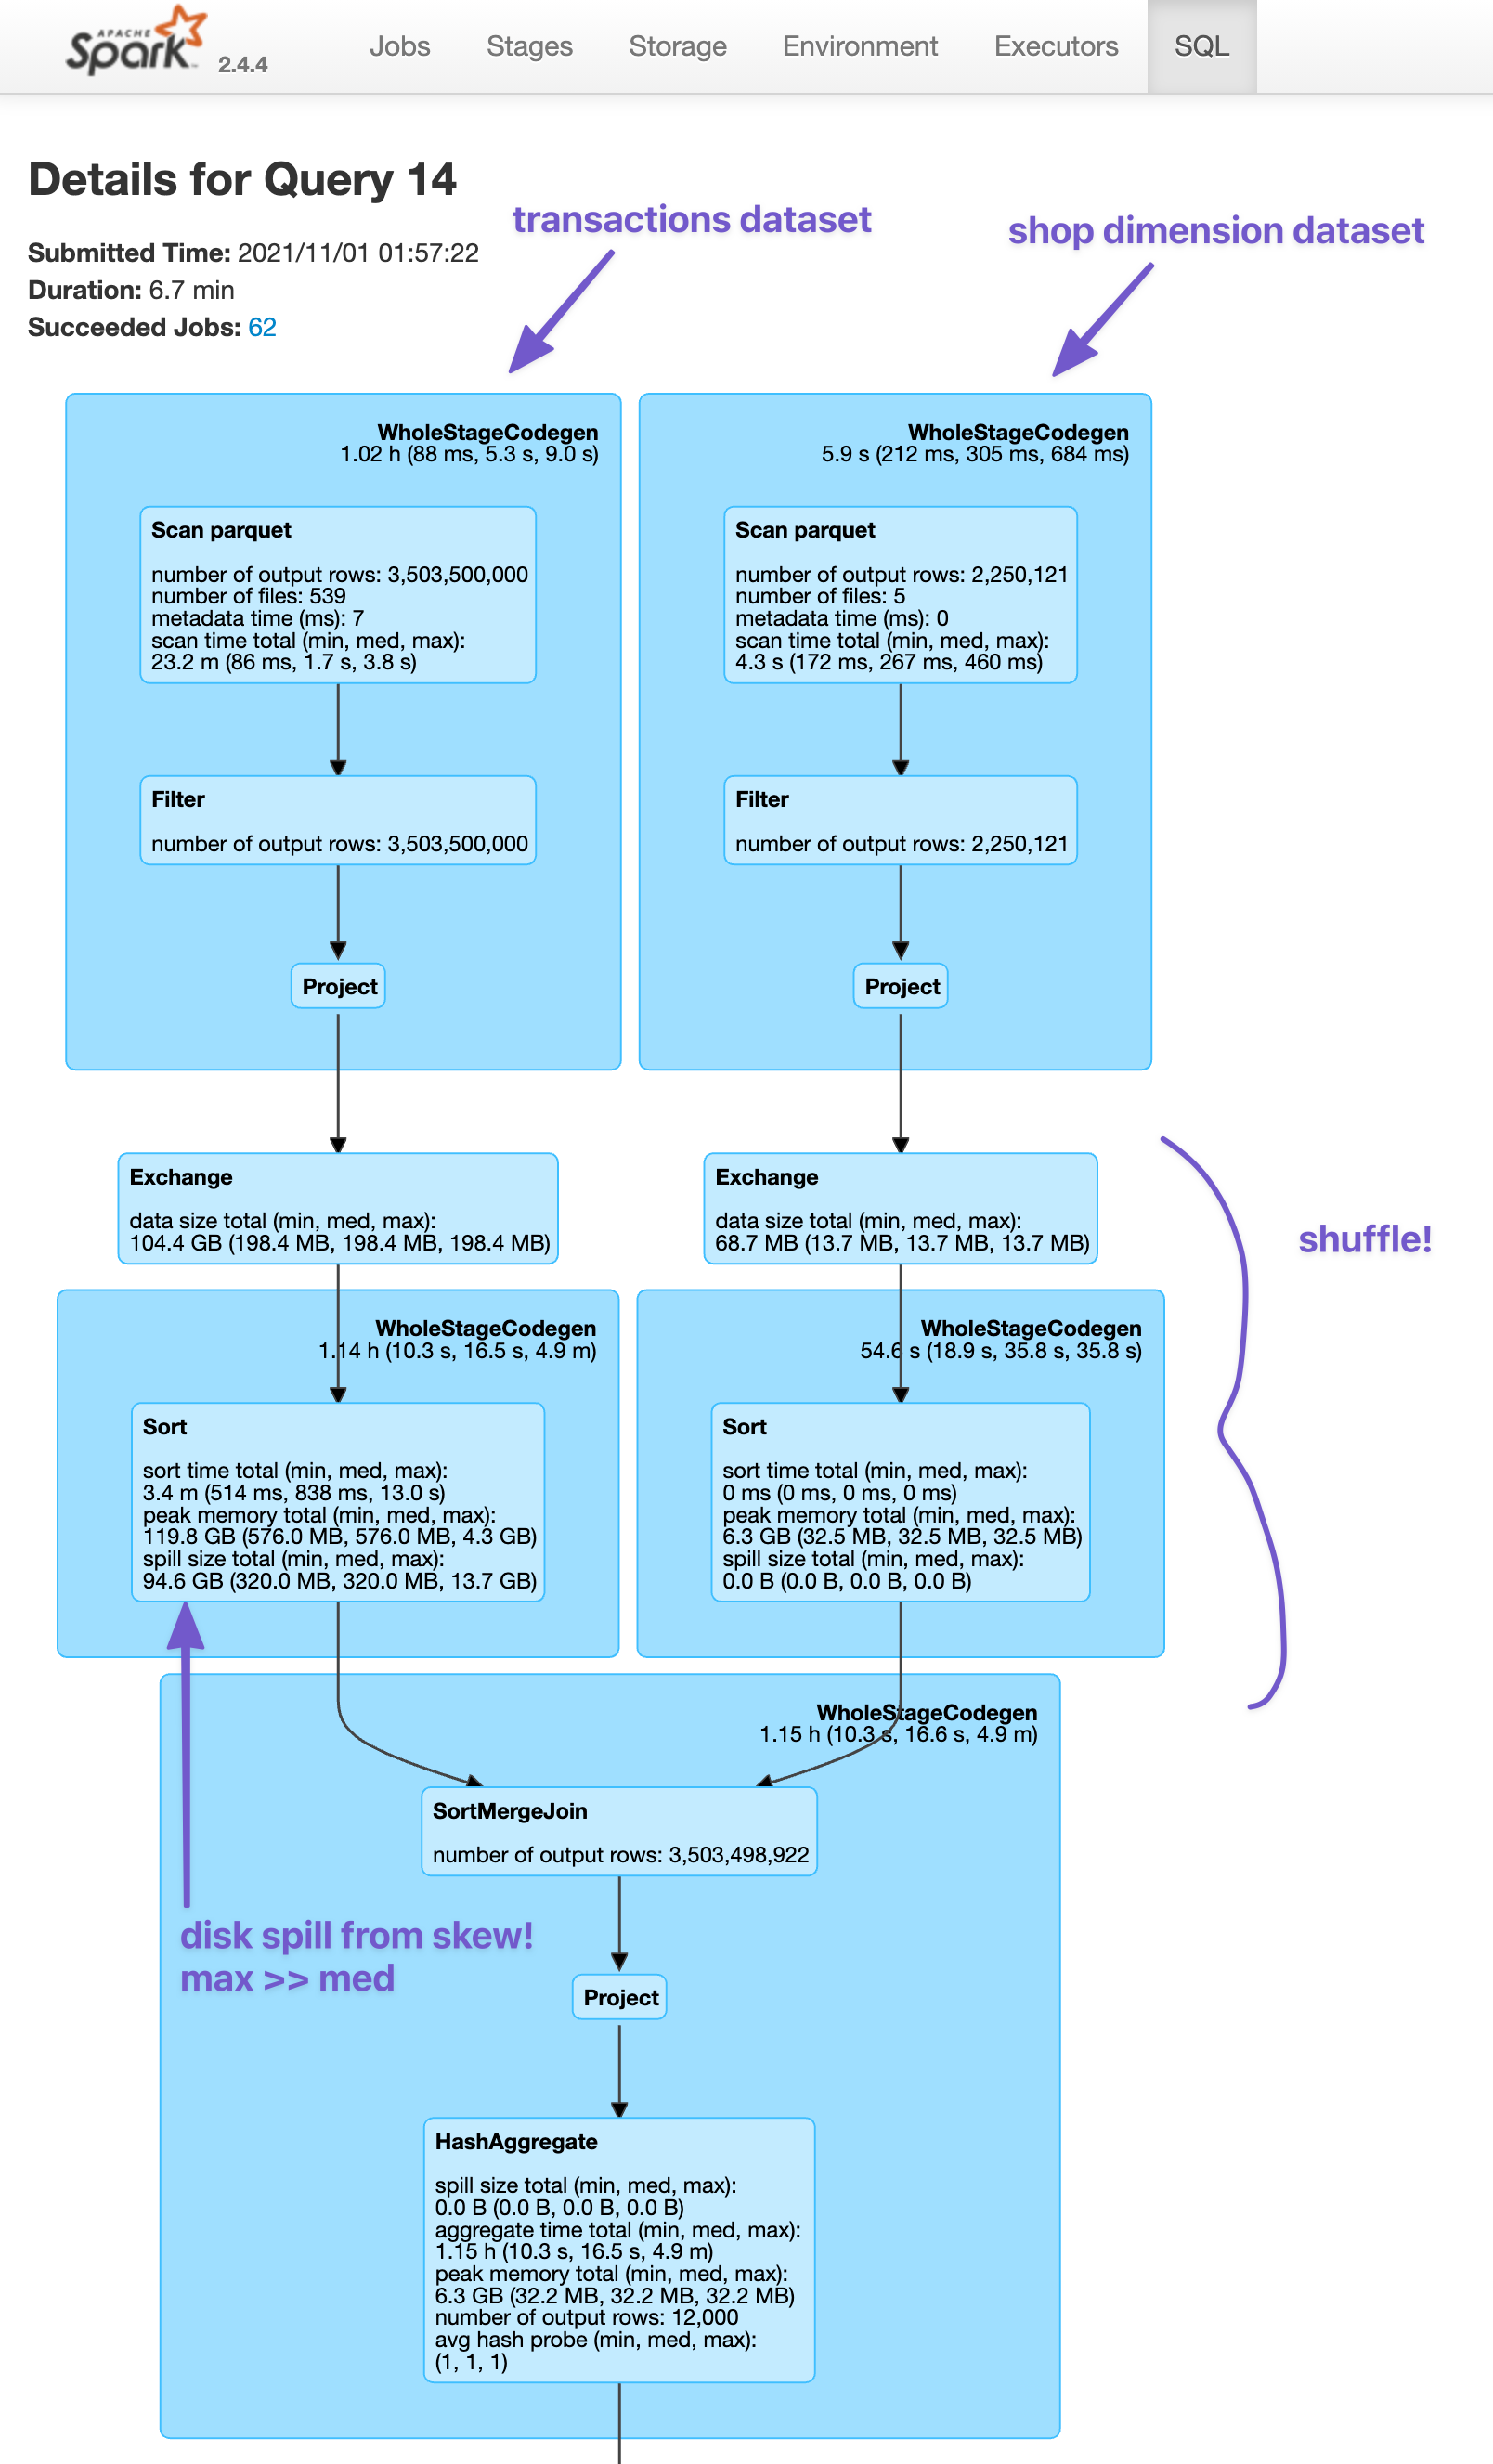 APACHE
Spark™ 2.4.4
Jobs Stages Storage Environment Executors SQL
Details for Query 14
transactions dataset
shop dimension dataset
Submitted Time: 2021/11/01 01:57:22
Duration: 6.7 min
Succeeded Jobs: 62
WholeStageCodegen
1.02 h (88 ms, 5.3 s, 9.0 s)
Scan parquet
number of output rows: 3,503,500,000
number of files: 539
metadata time (ms): 7
scan time total (min, med, max):
23.2 m (86 ms, 1.7 s, 3.8 s)
Filter
number of output rows: 3,503,500,000
Project
WholeStageCodegen
5.9 s (212 ms, 305 ms, 684 ms)
Scan parquet
number of output rows: 2,250,121
number of files: 5
metadata time (ms): 0
scan time total (min, med, max):
4.3 s (172 ms, 267 ms, 460 ms)
Filter
number of output rows: 2,250,121
Project
Exchange
data size total (min, med, max):
104.4 GB (198.4 MB, 198.4 MB, 198.4 MB)
Exchange
data size total (min, med, max):
68.7 MB (13.7 MB, 13.7 MB, 13.7 MB)
shuffle!
WholeStageCodegen
1.14 h (10.3 s, 16.5 s, 4.9 m)
Sort
sort time total (min, med, max):
3.4 m (514 ms, 838 ms, 13.0 s)
peak memory total (min, med, max):
119.8 GB (576.0 MB, 576.0 MB, 4.3 GB)
spill size total (min, med, max):
94.6 GB (320.0 MB, 320.0 MB, 13.7 GB)
WholeStageCodegen
54.6 s (18.9 s, 35.8 s, 35.8 s)
Sort
sort time total (min, med, max):
0 ms (0 ms, 0 ms, 0 ms)
peak memory total (min, med, max):
6.3 GB (32.5 MB, 32.5 MB, 32.5 MB)
spill size total (min, med, max):
0.0 B (0.0 B, 0.0 B, 0.0 B)
WholeStageCodegen
1.15 h (10.3 s, 16.6 s, 4.9 m)
SortMergeJoin
number of output rows: 3,503,498,922
disk spill from skew!
max >> med
Project
HashAggregate
spill size total (min, med, max):
0.0 B (0.0 B, 0.0 B, 0.0 B)
aggregate time total (min, med, max):
1.15 h (10.3 s, 16.5 s, 4.9 m)
peak memory total (min, med, max):
6.3 GB (32.2 MB, 32.2 MB, 32.2 MB)
number of output rows: 12,000
avg hash probe (min, med, max):
(1, 1, 1)